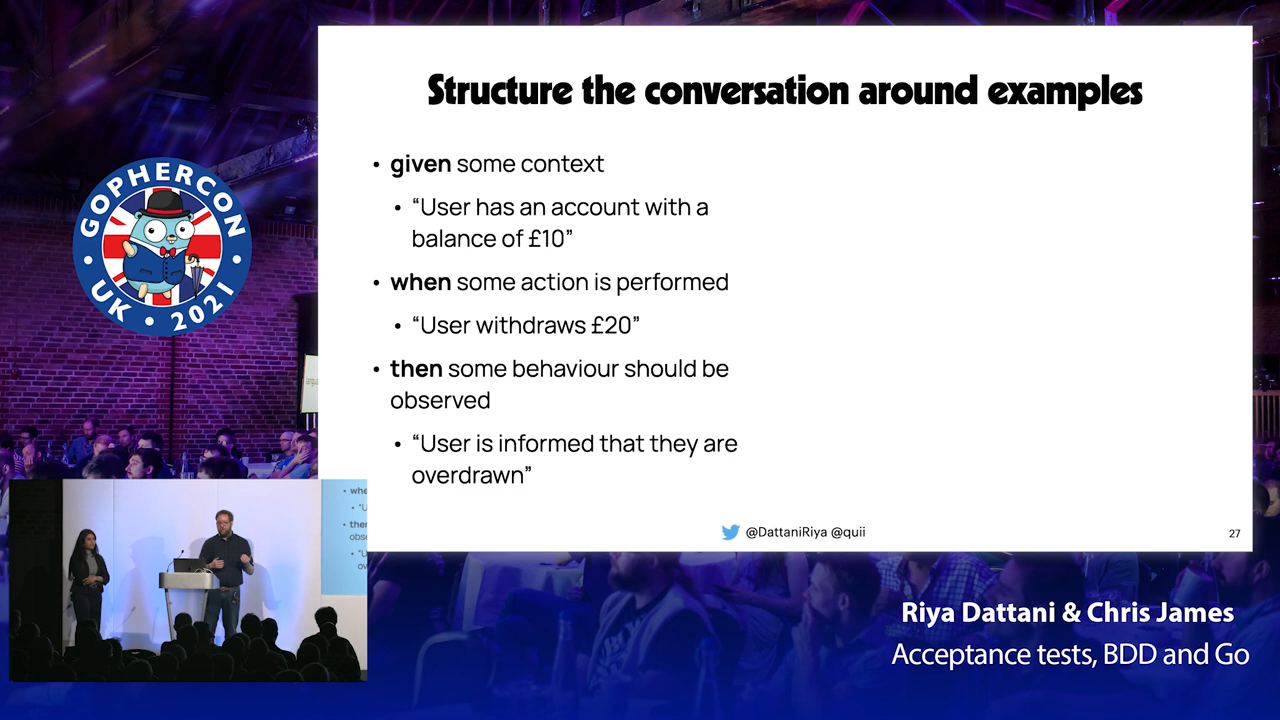 Structure the conversation around examples
• given some context
• “User has an account with a
balance of £10”
• when some action is performed
• “User withdraws £20”
• then some behaviour should be
observed
• “User is informed that they are
overdrawn”
@DattaniRiya @quii
27
GOPHERCON
UK • 2021
Riya Dattani & Chris James
Acceptance tests, BDD and Go